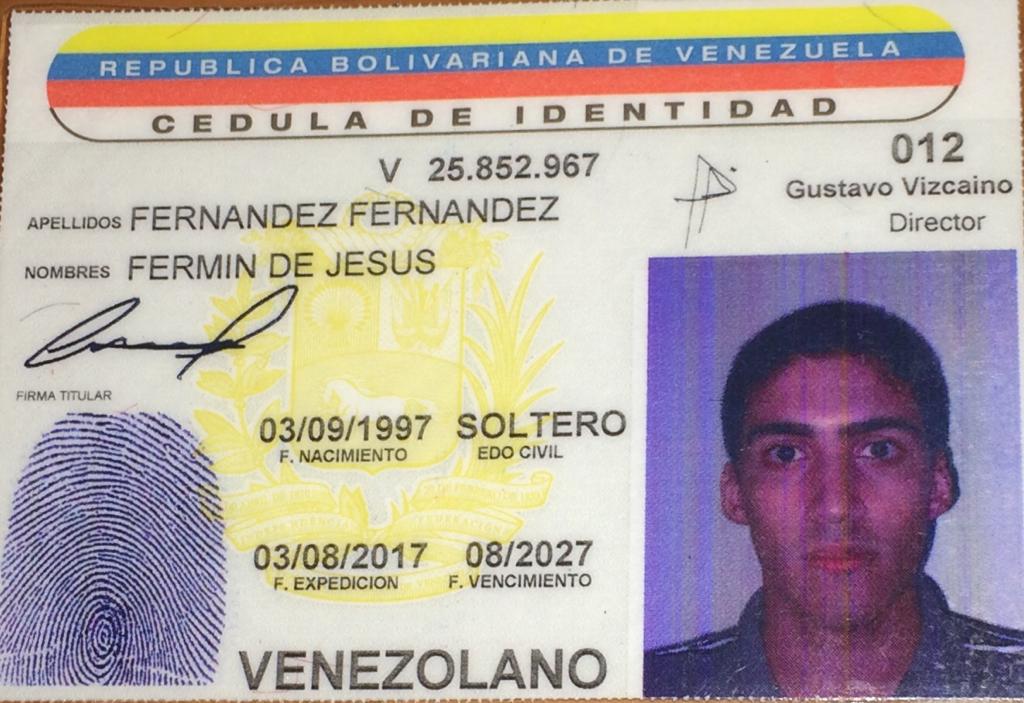 REPUBLICA BOLIVARIANA DE VENEZUELA
CEDULA DE IDENTIDAD
V 25.852.967
012
Gustavo Vizcaino
Director
APELLIDOS FERNANDEZ FERNANDEZ
NOMBRES FERMIN DE JESUS
FIRMA TITULAR
03/09/1997 SOLTERO
F. NACIMIENTO EDO CIVIL
03/08/2017 08/2027
F. EXPEDICION F. VENCIMIENTO
VENEZOLANO